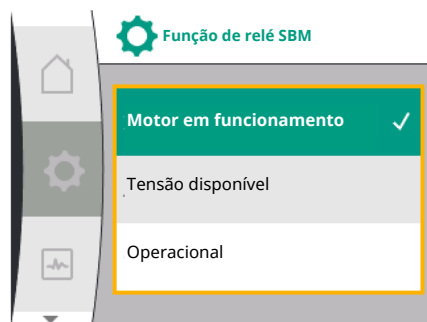 Função de relé SBM
Motor em funcionamento
Tensão disponível
Operacional